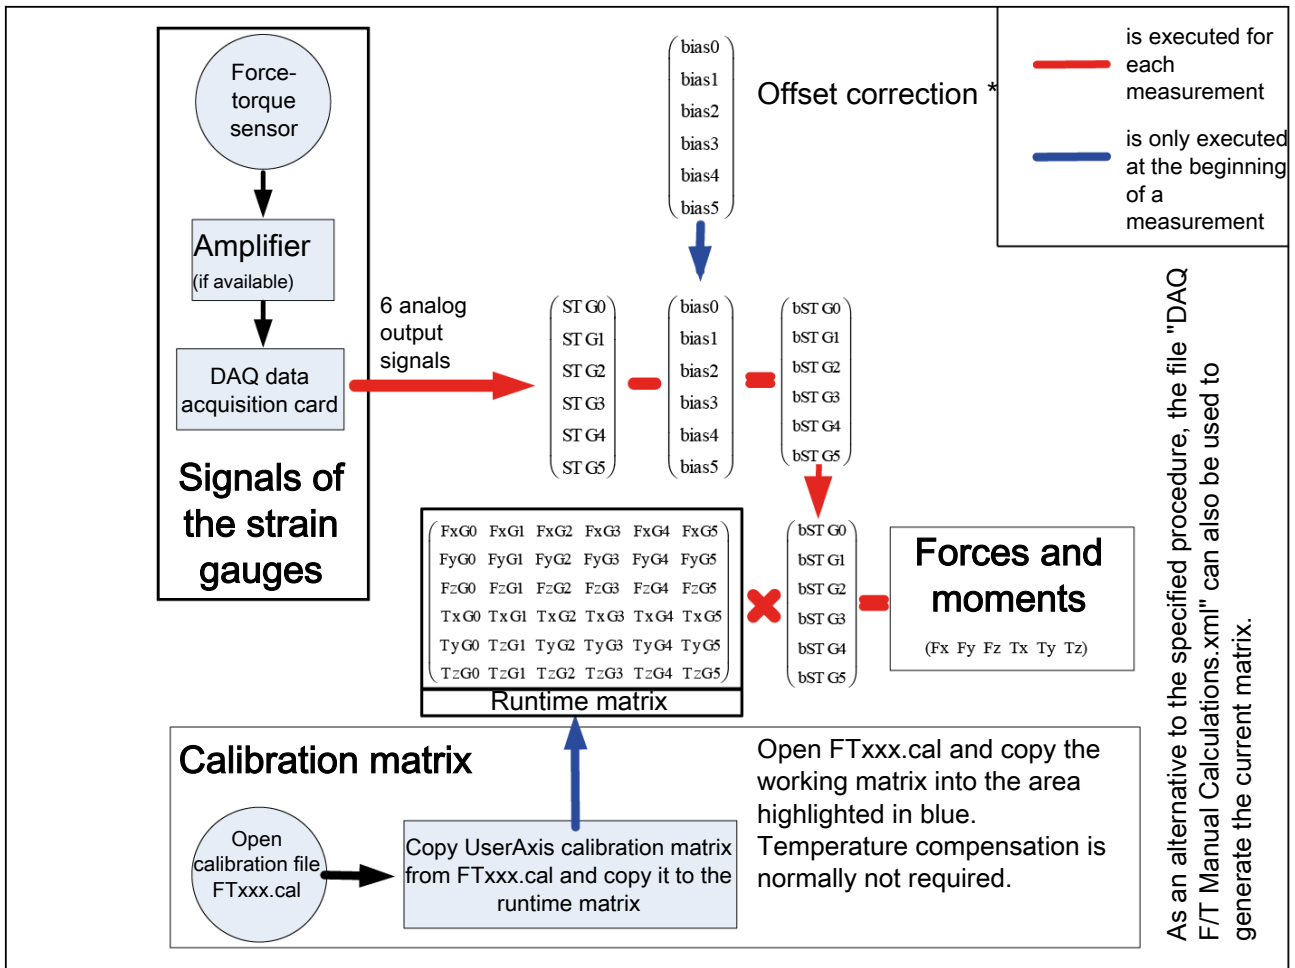 Force-
torque
sensor
Amplifier
(if available)
DAQ data
acquisition card
Signals of
the strain
gauges
6 analog
output
signals
bias0
bias1
bias2
bias3
bias4
bias5
Offset correction *
is executed for
each
measurement
is only executed
at the beginning
of a
measurement
ST G0
ST G1
ST G2
ST G3
ST G4
ST G5
bias0
bias1
bias2
bias3
bias4
bias5
bST G0
bST G1
bST G2
bST G3
bST G4
bST G5
FxG0 FxG1 FxG2 FxG3 FxG4 FxG5
FyG0 FyG1 FyG2 FyG3 FyG4 FyG5
FzG0 FzG1 FzG2 FzG3 FzG4 FzG5
TxG0 TxG1 TxG2 TxG3 TxG4 TxG5
TyG0 TzG1 TyG2 TyG3 TyG4 TyG5
TzG0 TZG1 TzG2 TzG3 TzG4 TzG5
Runtime matrix
bST G0
bST G1
bST G2
bST G3
bST G4
bST G5
Forces and
moments
(Fx Fy Fz Tx Ty Tz)
Calibration matrix
Open
calibration file
FTxxx.cal
Copy UserAxis calibration matrix
from FTxxx.cal and copy it to the
runtime matrix
Open FTxxx.cal and copy the
working matrix into the area
highlighted in blue.
Temperature compensation is
normally not required.
As an alternative to the specified procedure, the file "DAQ
F/T Manual Calculations.xml" can also be used to
generate the current matrix.